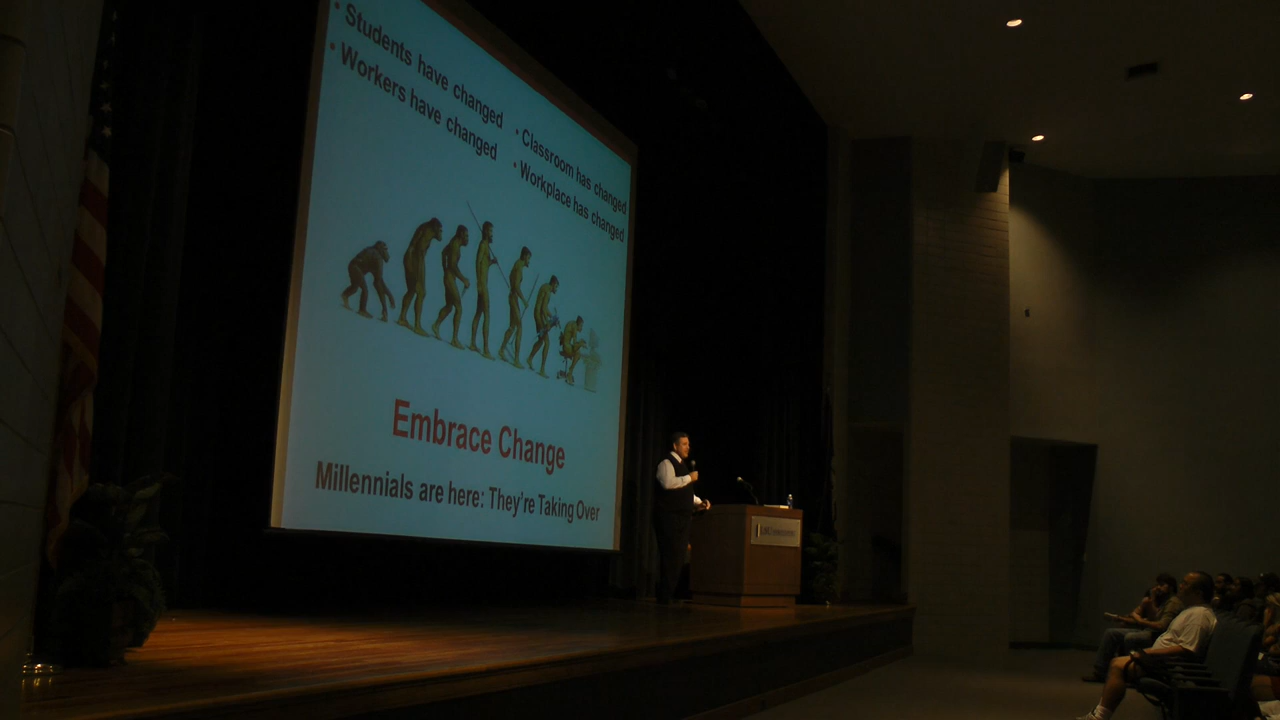 • Students have changed
• Workers have changed
• Classroom has changed
• Workplace has changed
Embrace Change
Millennials are here: They're Taking Over